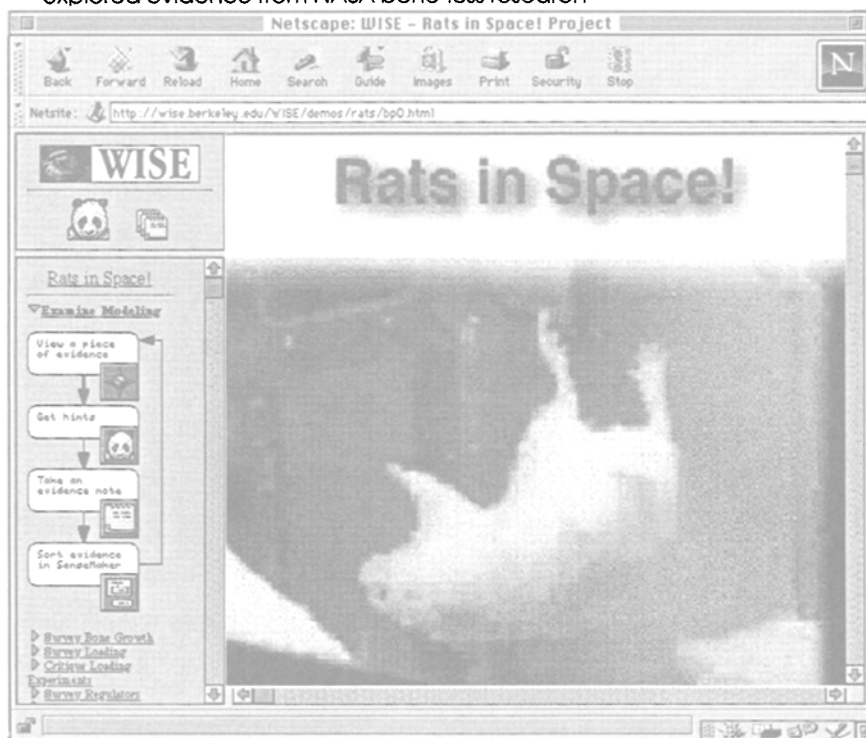 explored evidence from NASA bone loss research
Netscape: WISE – Rats in Space! Project
Back Forward Reload Home Search Guide Images Print Security Stop
N
Netsite: http://wise.berkeley.edu/WISE/demos/rats/bp0.html
WISE
Rats in Space!
Rats in Space!
Examine Modeling
View a piece
of evidence
Get hints
Take an
evidence note
Sort evidence
in SenseMaker
Survey Bone Growth
Survey Loading
Critique Loading
Experiments
Survey Regulators